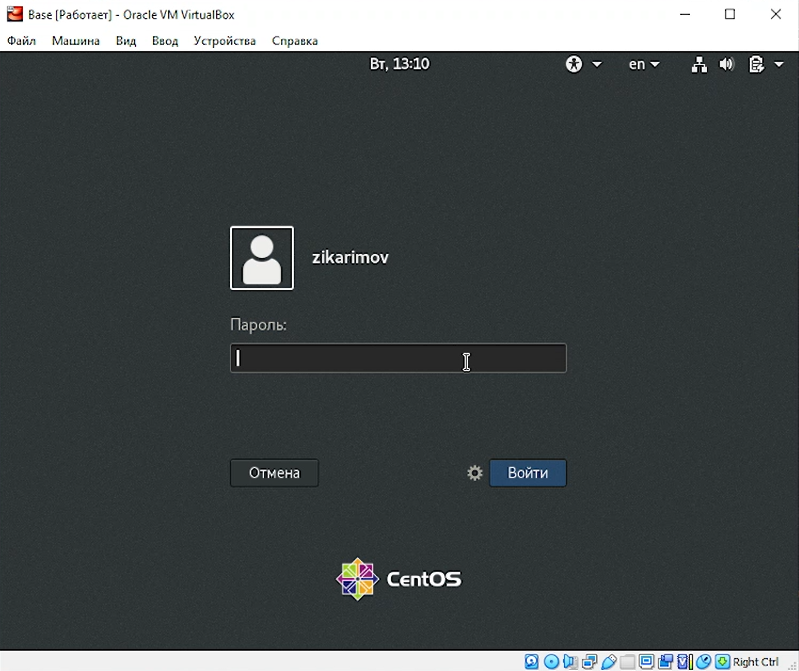 Base [Работает] - Oracle VM VirtualBox
Файл Машина Вид Ввод Устройства Справка
Вт, 13:10 en
zikarimov
Пароль:
Отмена Войти
CentOS
Right Ctrl